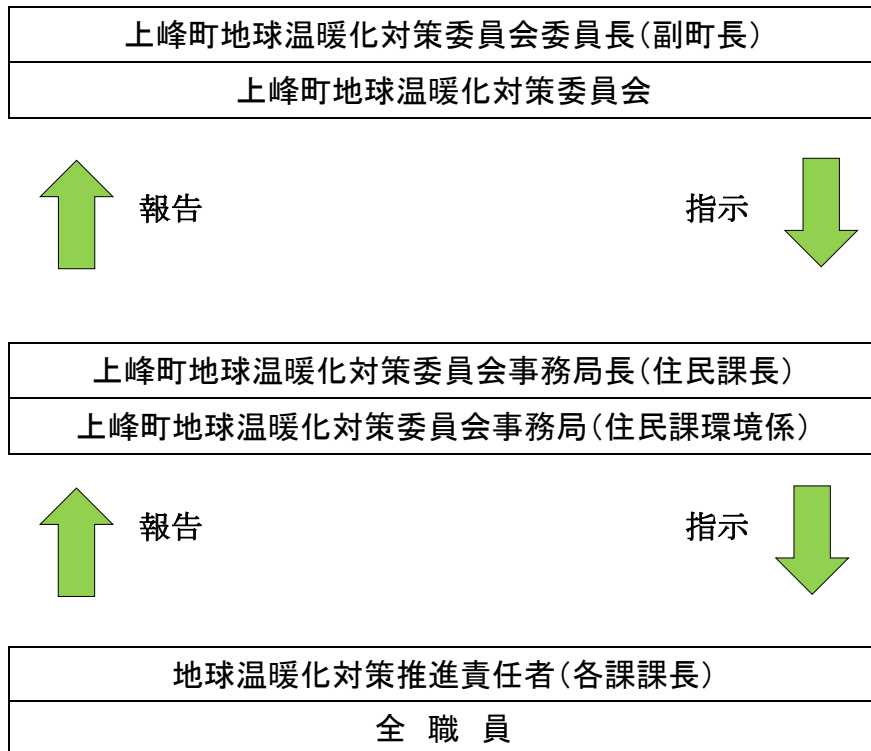 上峰町地球温暖化対策委員会委員長(副町長)
上峰町地球温暖化対策委員会
報告
指示
上峰町地球温暖化対策委員会事務局長(住民課長)
上峰町地球温暖化対策委員会事務局(住民課環境係)
報告
指示
地球温暖化対策推進責任者(各課課長)
全 職 員